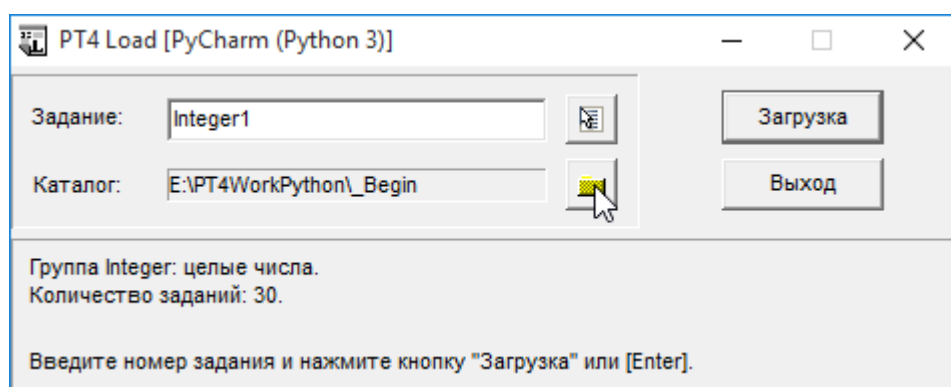 PT4 Load [PyCharm (Python 3)]
Задание: Integer1 Загрузка
Каталог: E:\PT4WorkPython\_Begin Выход
Группа Integer: целые числа.
Количество заданий: 30.
Введите номер задания и нажмите кнопку "Загрузка" или [Enter].